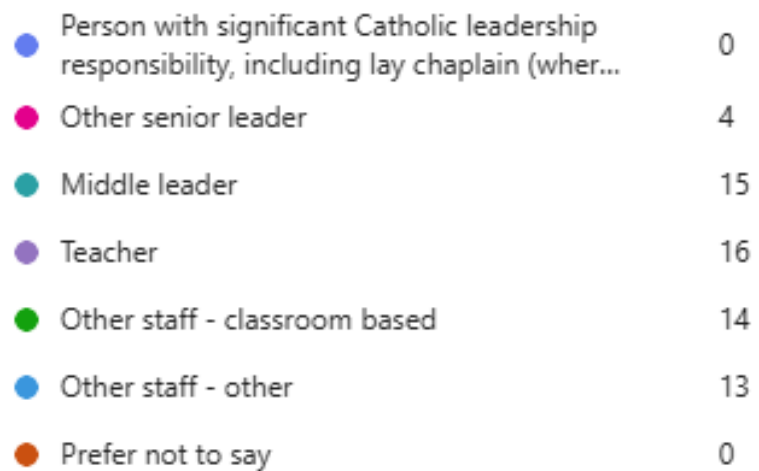 Person with significant Catholic leadership
responsibility, including lay chaplain (wher... 0
Other senior leader 4
Middle leader 15
Teacher 16
Other staff - classroom based 14
Other staff - other 13
Prefer not to say 0